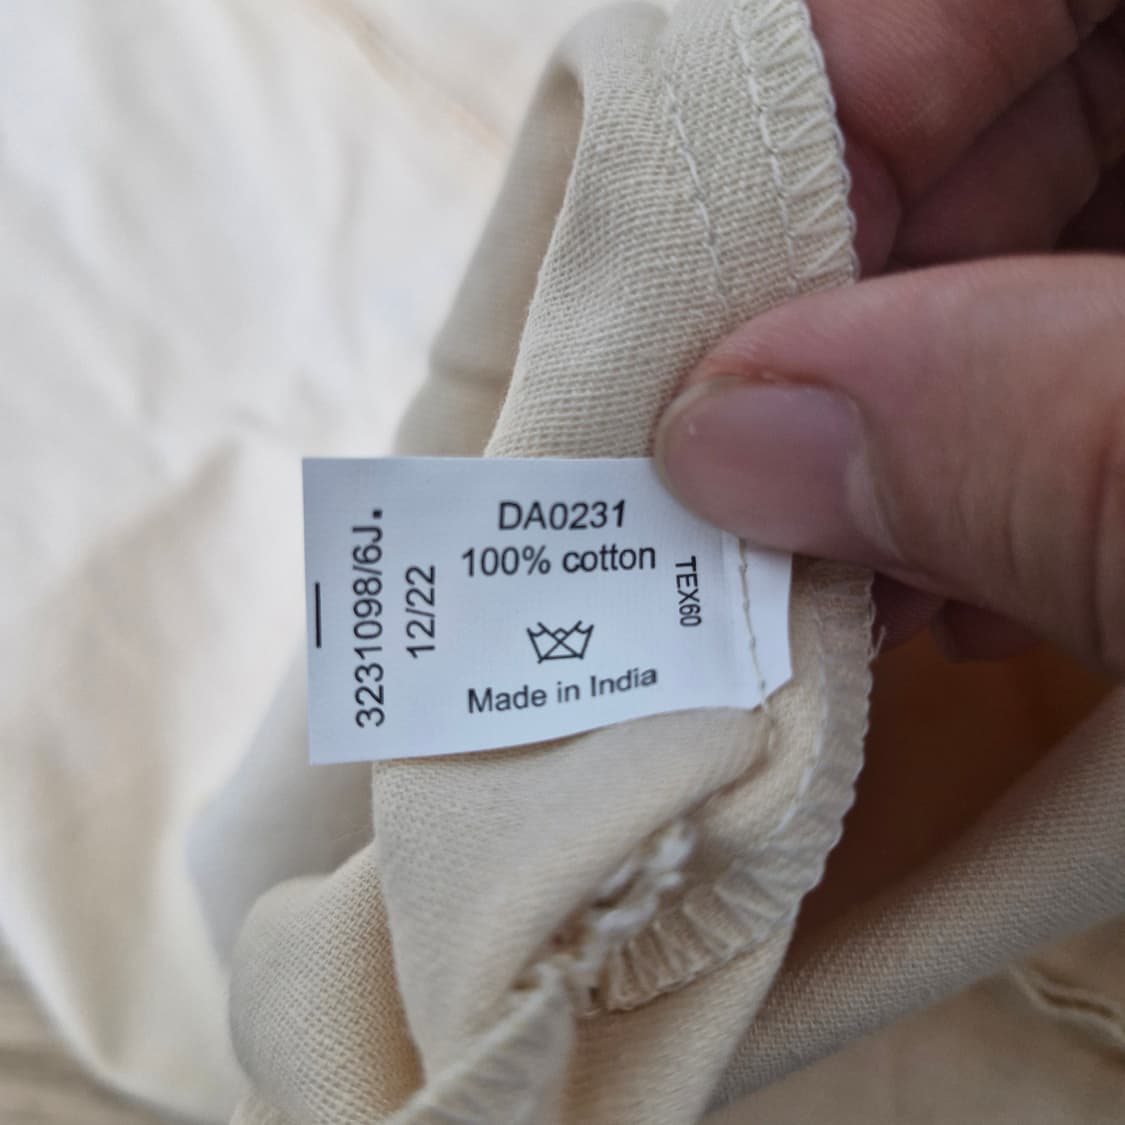 DA0231
100% cotton
Made in India
TEX60
3231098/6J.
12/22